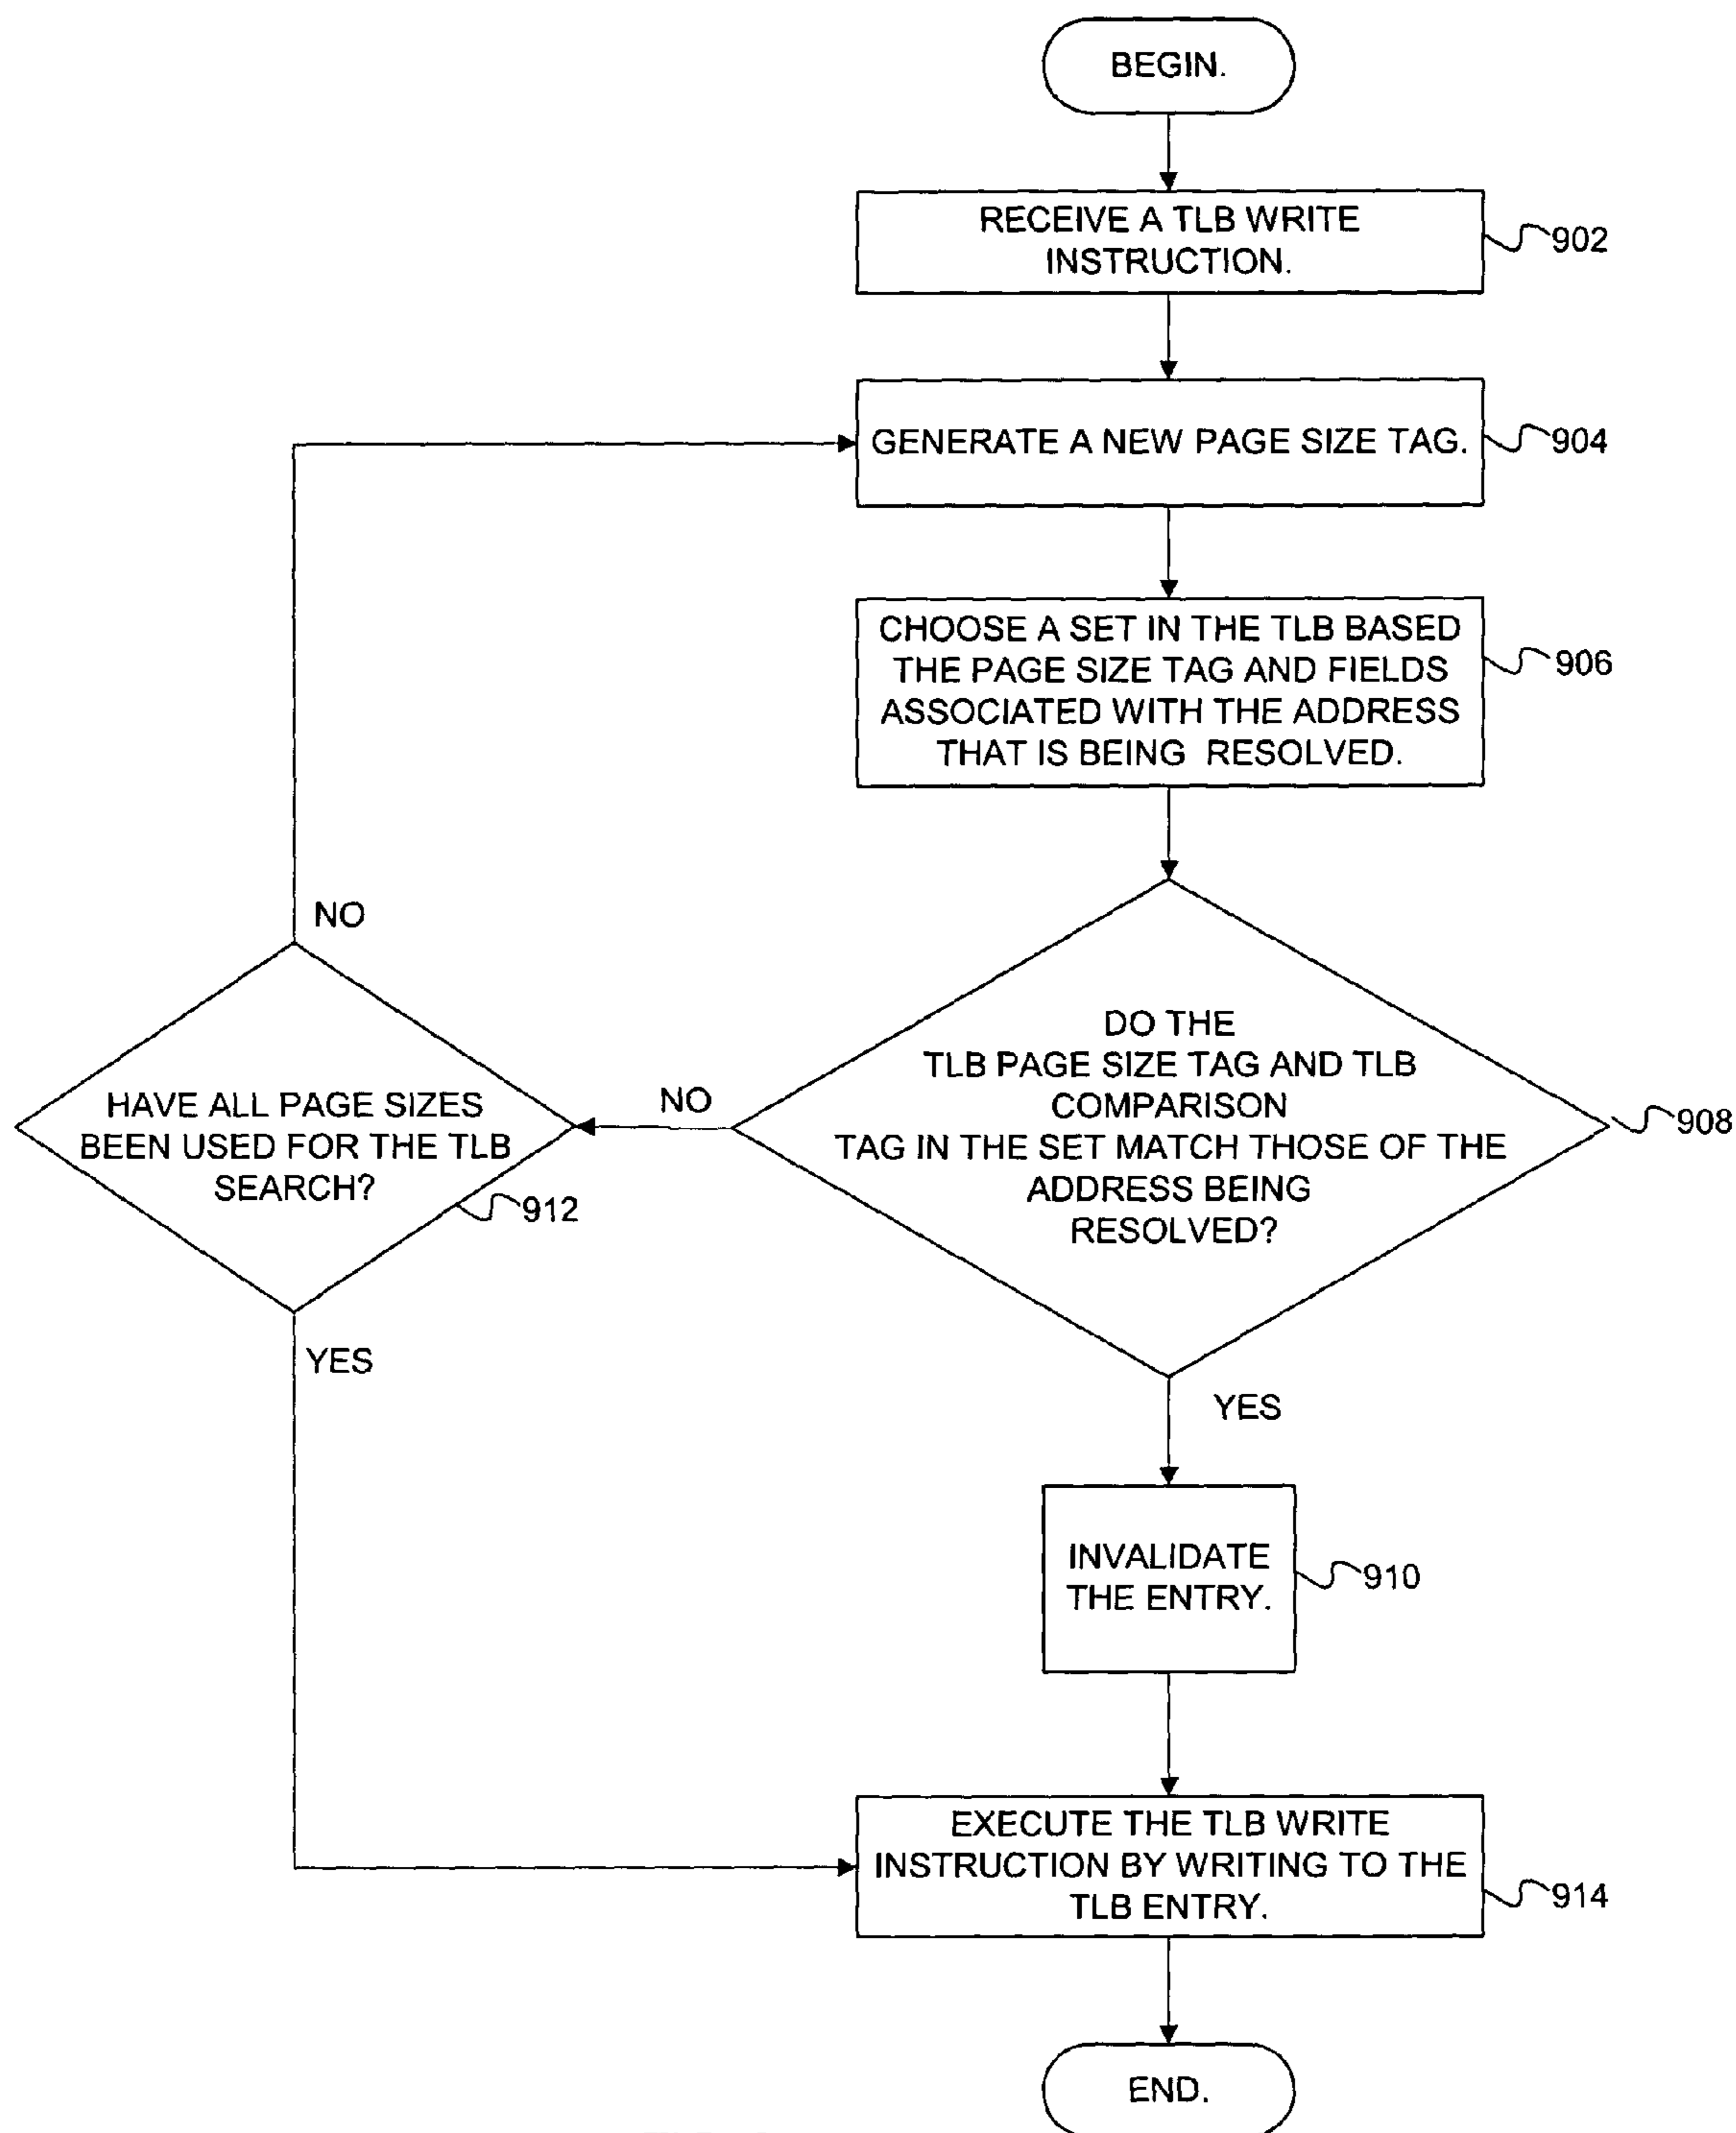 BEGIN.
RECEIVE A TLB WRITE
INSTRUCTION.
902
GENERATE A NEW PAGE SIZE TAG.
904
CHOOSE A SET IN THE TLB BASED
THE PAGE SIZE TAG AND FIELDS
ASSOCIATED WITH THE ADDRESS
THAT IS BEING RESOLVED.
906
NO
DO THE
TLB PAGE SIZE TAG AND TLB
COMPARISON
TAG IN THE SET MATCH THOSE OF THE
ADDRESS BEING
RESOLVED?
908
NO
HAVE ALL PAGE SIZES
BEEN USED FOR THE TLB
SEARCH?
912
YES
YES
INVALIDATE
THE ENTRY.
910
EXECUTE THE TLB WRITE
INSTRUCTION BY WRITING TO THE
TLB ENTRY.
914
END.